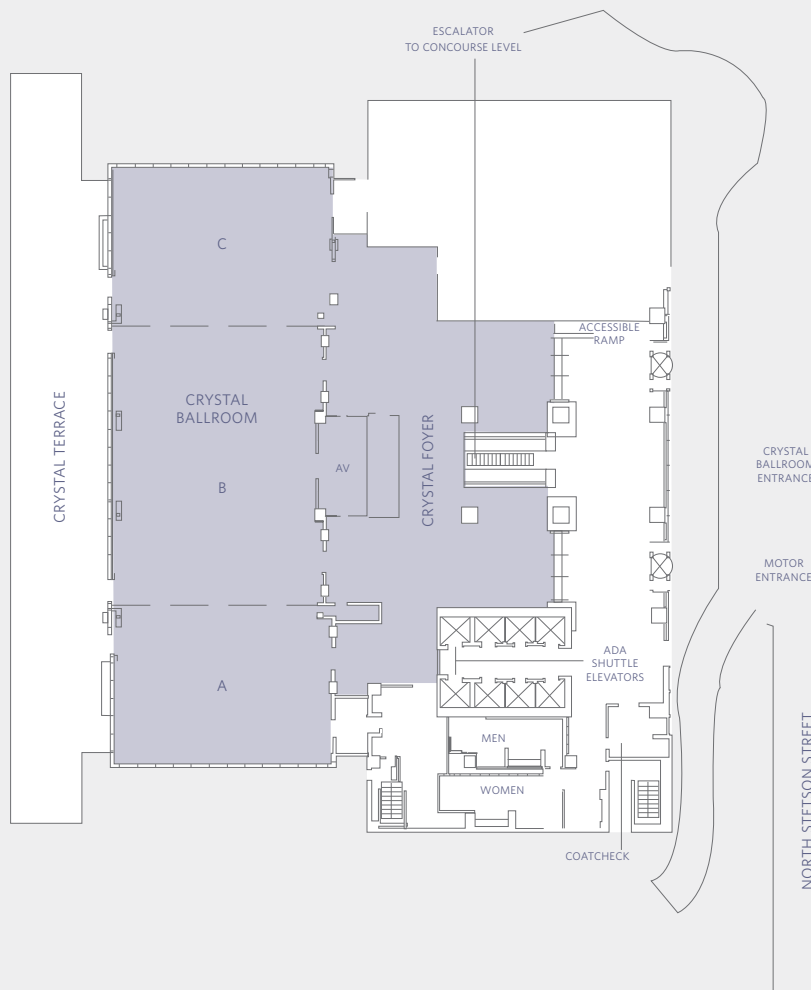 ESCALATOR
TO CONCOURSE LEVEL
C
ACCESSIBLE
RAMP
CRYSTAL
BALLROOM
CRYSTAL TERRACE
CRYSTAL FOYER
AV
B
CRYSTAL
BALLROOM
ENTRANCE
MOTOR
ENTRANCE
ADA
SHUTTLE
ELEVATORS
A
MEN
WOMEN
COATCHECK
NORTH STETSON STREET